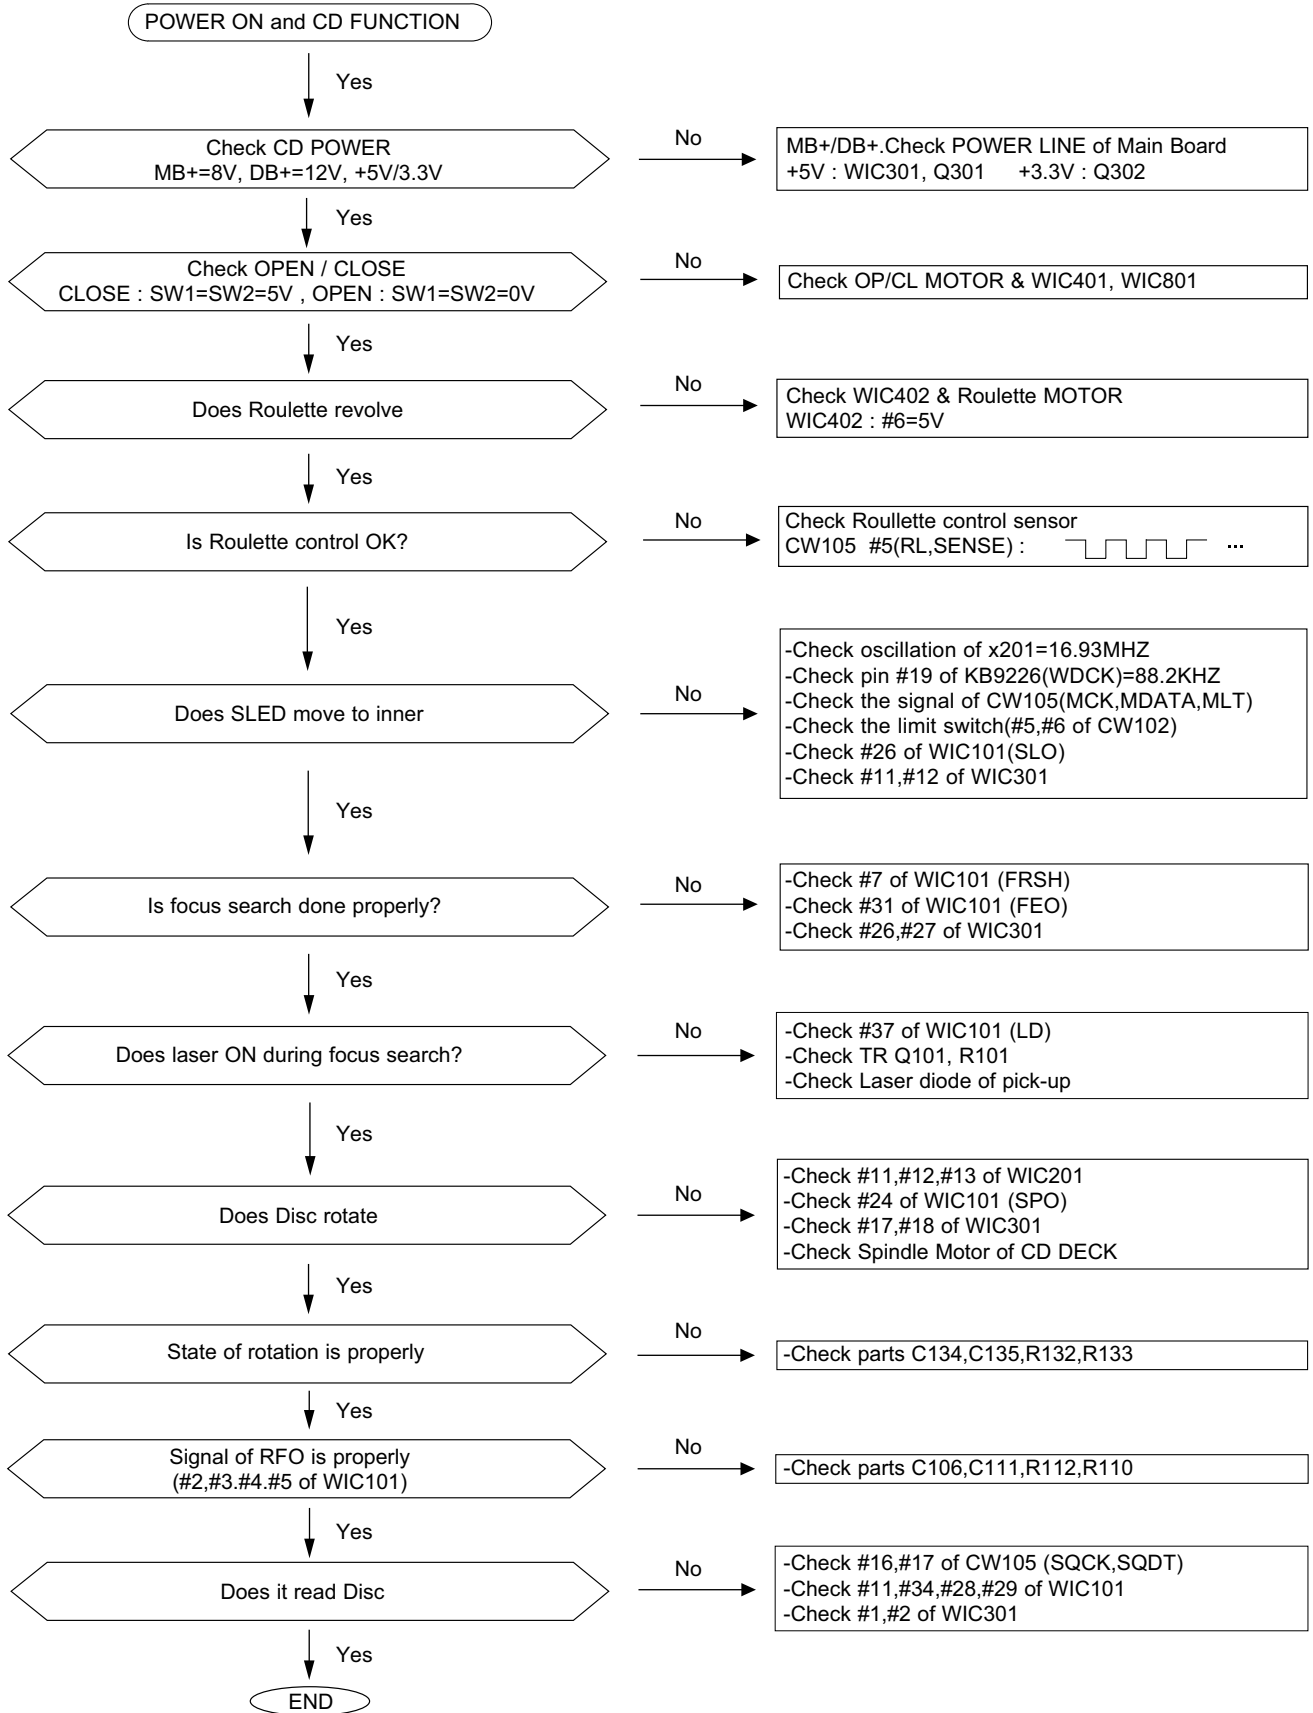 POWER ON and CD FUNCTION
Yes
Check CD POWER
MB+=8V, DB+=12V, +5V/3.3V
No
MB+/DB+.Check POWER LINE of Main Board
+5V : WIC301, Q301 +3.3V : Q302
Yes
Check OPEN / CLOSE
CLOSE : SW1=SW2=5V , OPEN : SW1=SW2=0V
No
Check OP/CL MOTOR & WIC401, WIC801
Yes
Does Roulette revolve
No
Check WIC402 & Roulette MOTOR
WIC402 : #6=5V
Yes
Is Roulette control OK?
No
Check Roullette control sensor
CW105 #5(RL,SENSE) : ...
Yes
Does SLED move to inner
No
-Check oscillation of x201=16.93MHZ
-Check pin #19 of KB9226(WDCK)=88.2KHZ
-Check the signal of CW105(MCK,MDATA,MLT)
-Check the limit switch(#5,#6 of CW102)
-Check #26 of WIC101(SLO)
-Check #11,#12 of WIC301
Yes
Is focus search done properly?
No
-Check #7 of WIC101 (FRSH)
-Check #31 of WIC101 (FEO)
-Check #26,#27 of WIC301
Yes
Does laser ON during focus search?
No
-Check #37 of WIC101 (LD)
-Check TR Q101, R101
-Check Laser diode of pick-up
Yes
Does Disc rotate
No
-Check #11,#12,#13 of WIC201
-Check #24 of WIC101 (SPO)
-Check #17,#18 of WIC301
-Check Spindle Motor of CD DECK
Yes
State of rotation is properly
No
-Check parts C134,C135,R132,R133
Yes
Signal of RFO is properly
(#2,#3.#4.#5 of WIC101)
No
-Check parts C106,C111,R112,R110
Yes
Does it read Disc
No
-Check #16,#17 of CW105 (SQCK,SQDT)
-Check #11,#34,#28,#29 of WIC101
-Check #1,#2 of WIC301
Yes
END